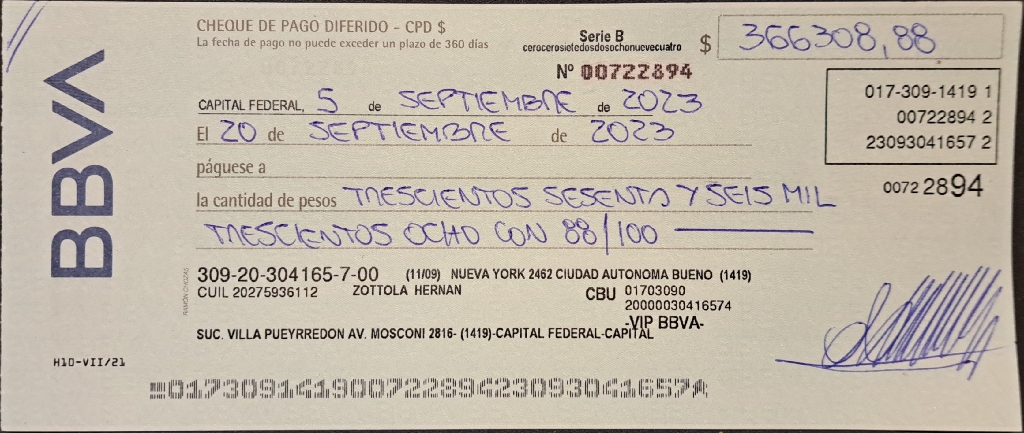 BBVA
CHEQUE DE PAGO DIFERIDO - CPD $
La fecha de pago no puede exceder un plazo de 360 días
Serie B
cerocerosietedosdosochonuevecuatro
$ 366308,88
Nº 00722894
017-309-1419 1
00722894 2
23093041657 2
CAPITAL FEDERAL, 5 de SEPTIEMBRE de 2023
El 20 de SEPTIEMBRE de 2023
páguese a
0072 2894
la cantidad de pesos TRESCIENTOS SESENTA Y SEIS MIL
TRESCIENTOS OCHO CON 88/100
309-20-304165-7-00 (11/09) NUEVA YORK 2462 CIUDAD AUTONOMA BUENO (1419)
CUIL 20275936112 ZOTTOLA HERNAN CBU 01703090
20000030416574
-VIP BBVA-
SUC. VILLA PUEYRREDON AV. MOSCONI 2816- (1419)-CAPITAL FEDERAL-CAPITAL
H10-VII/21
017309141900722894230930416574